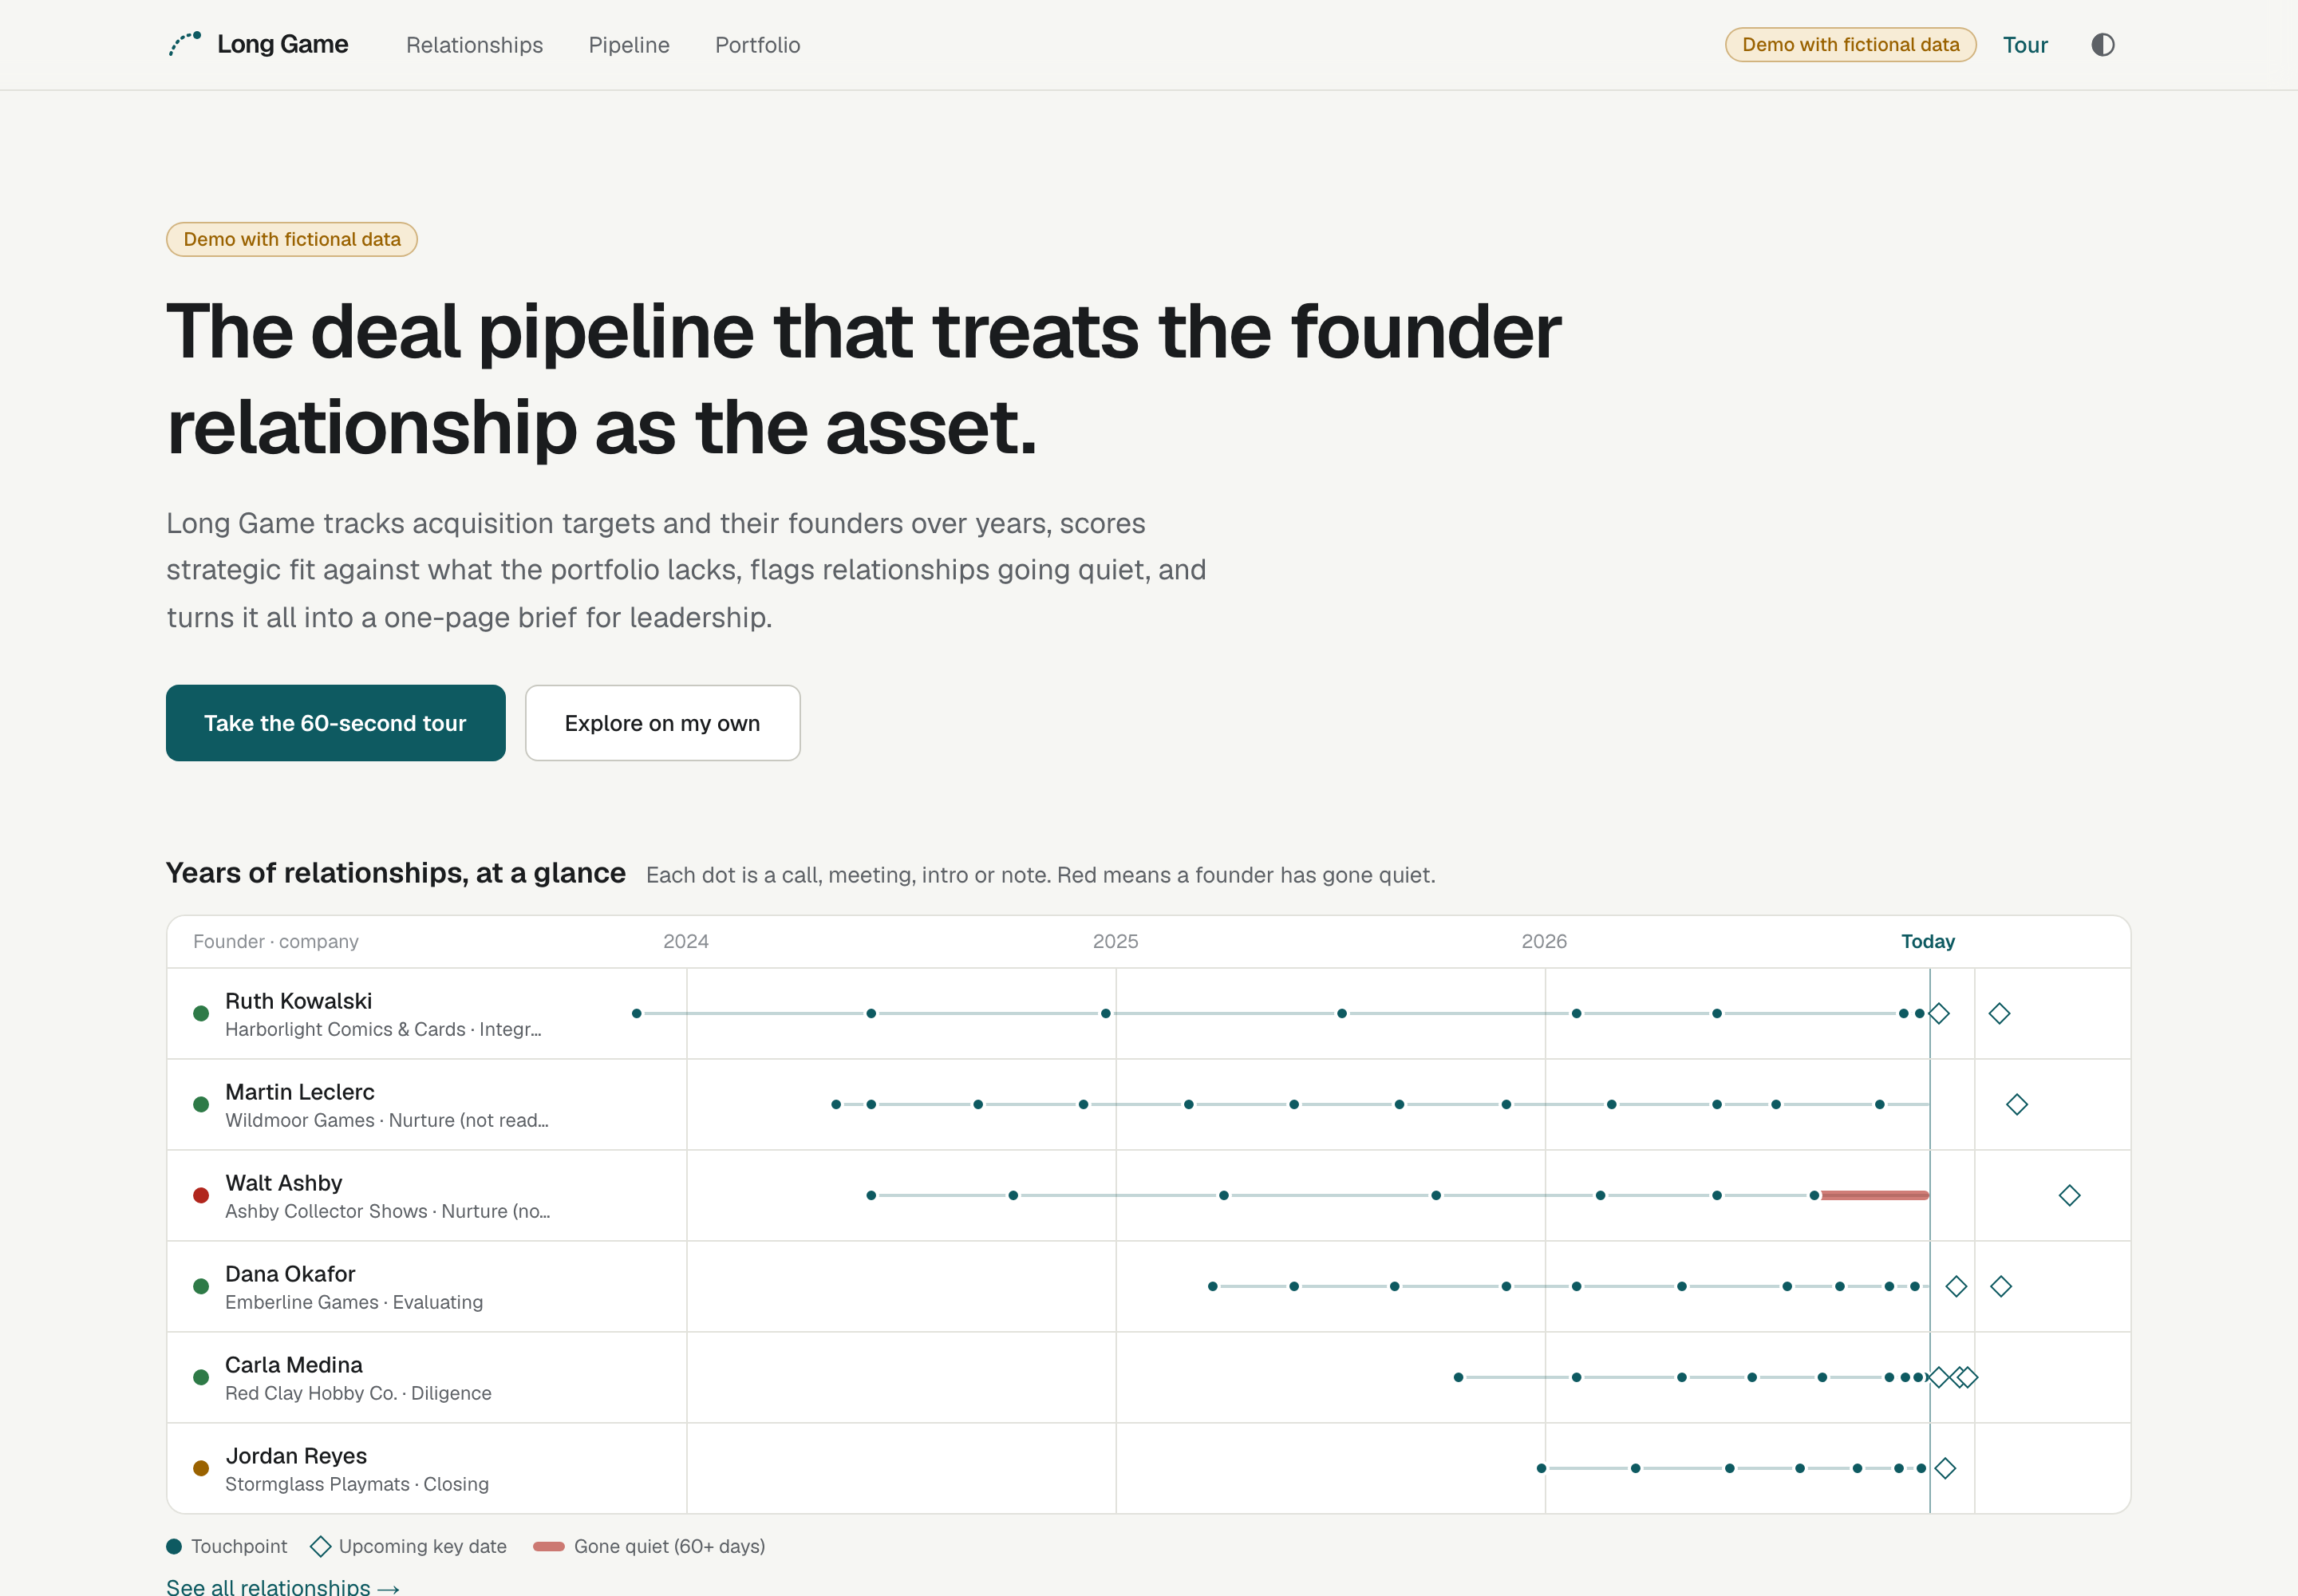 Long Game
Relationships
Pipeline
Portfolio
Demo with fictional data
Tour
Demo with fictional data
The deal pipeline that treats the founder
relationship as the asset.
Long Game tracks acquisition targets and their founders over years, scores
strategic fit against what the portfolio lacks, flags relationships going quiet, and
turns it all into a one-page brief for leadership.
Take the 60-second tour
Explore on my own
Years of relationships, at a glance
Each dot is a call, meeting, intro or note. Red means a founder has gone quiet.
Founder · company
2024
2025
2026
Today
Ruth Kowalski
Harborlight Comics & Cards · Integr...
Martin Leclerc
Wildmoor Games · Nurture (not read...
Walt Ashby
Ashby Collector Shows · Nurture (no...
Dana Okafor
Emberline Games · Evaluating
Carla Medina
Red Clay Hobby Co. · Diligence
Jordan Reyes
Stormglass Playmats · Closing
Touchpoint
Upcoming key date
Gone quiet (60+ days)
See all relationships →